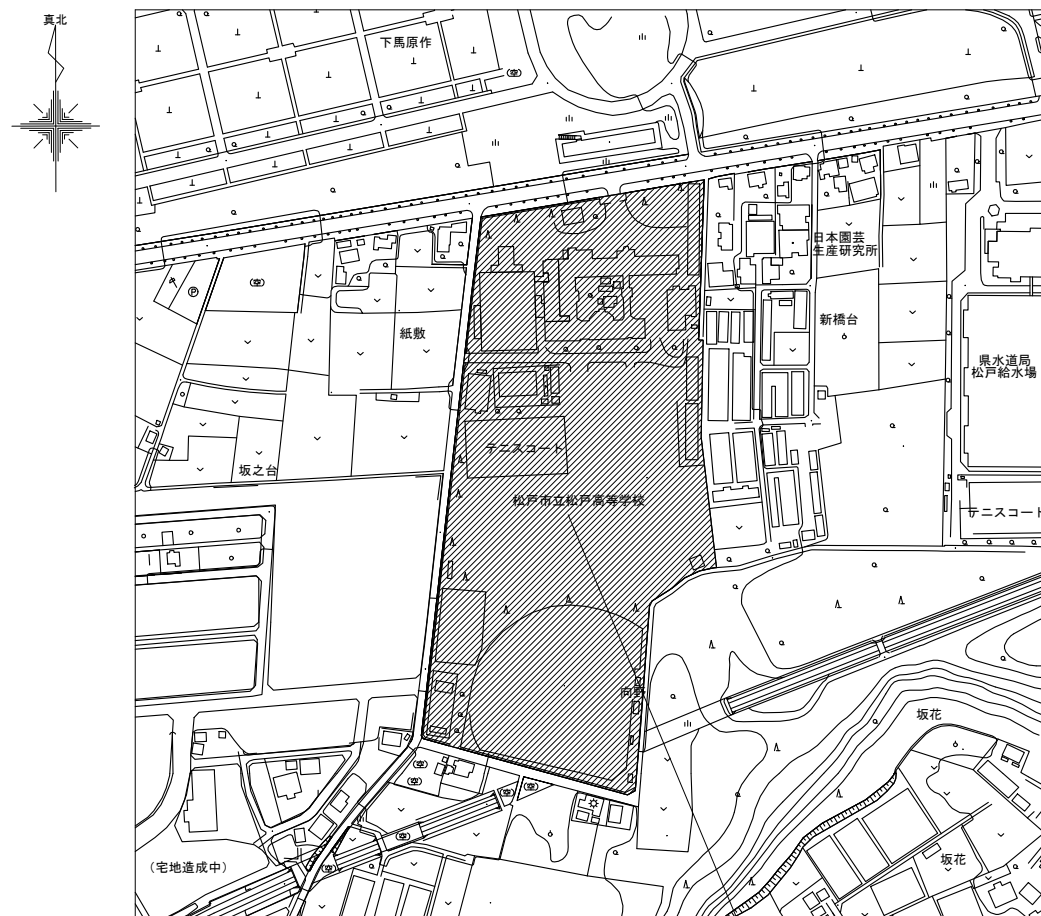 真北
下馬原作
日本園芸
生産研究所
新橋台
紙敷
県水道局
松戸給水場
P
テニスコート
坂之台
松戸市立松戸高等学校
テニスコート
向野
坂花
坂花
(宅地造成中)